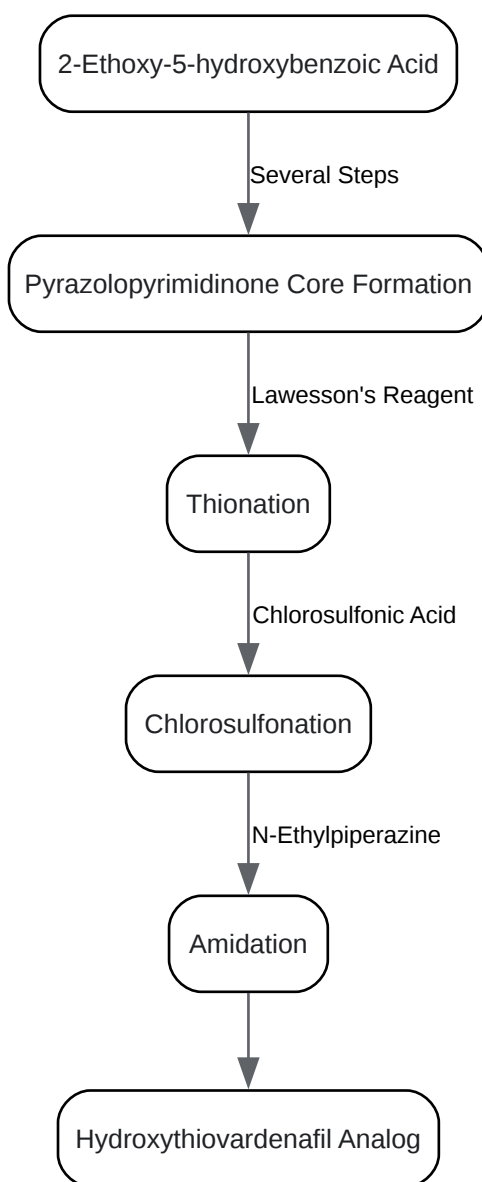 2-Ethoxy-5-hydroxybenzoic Acid
Several Steps
Pyrazolopyrimidinone Core Formation
Lawesson's Reagent
Thionation
Chlorosulfonic Acid
Chlorosulfonation
N-Ethylpiperazine
Amidation
Hydroxythiovardenafil Analog